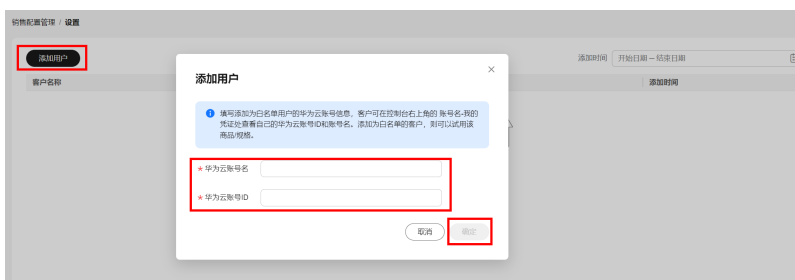 销售配置管理 / 设置
添加用户
添加时间 开始日期 – 结束日期
客户名称 添加时间
添加用户
填写添加为白名单用户的华为云账号信息，客户可在控制台右上角的 账号名-我的
凭证处查看自己的华为云账号ID和账号名。添加为白名单的客户，则可以试用该
商品/规格。
* 华为云账号名
* 华为云账号ID
取消 确定